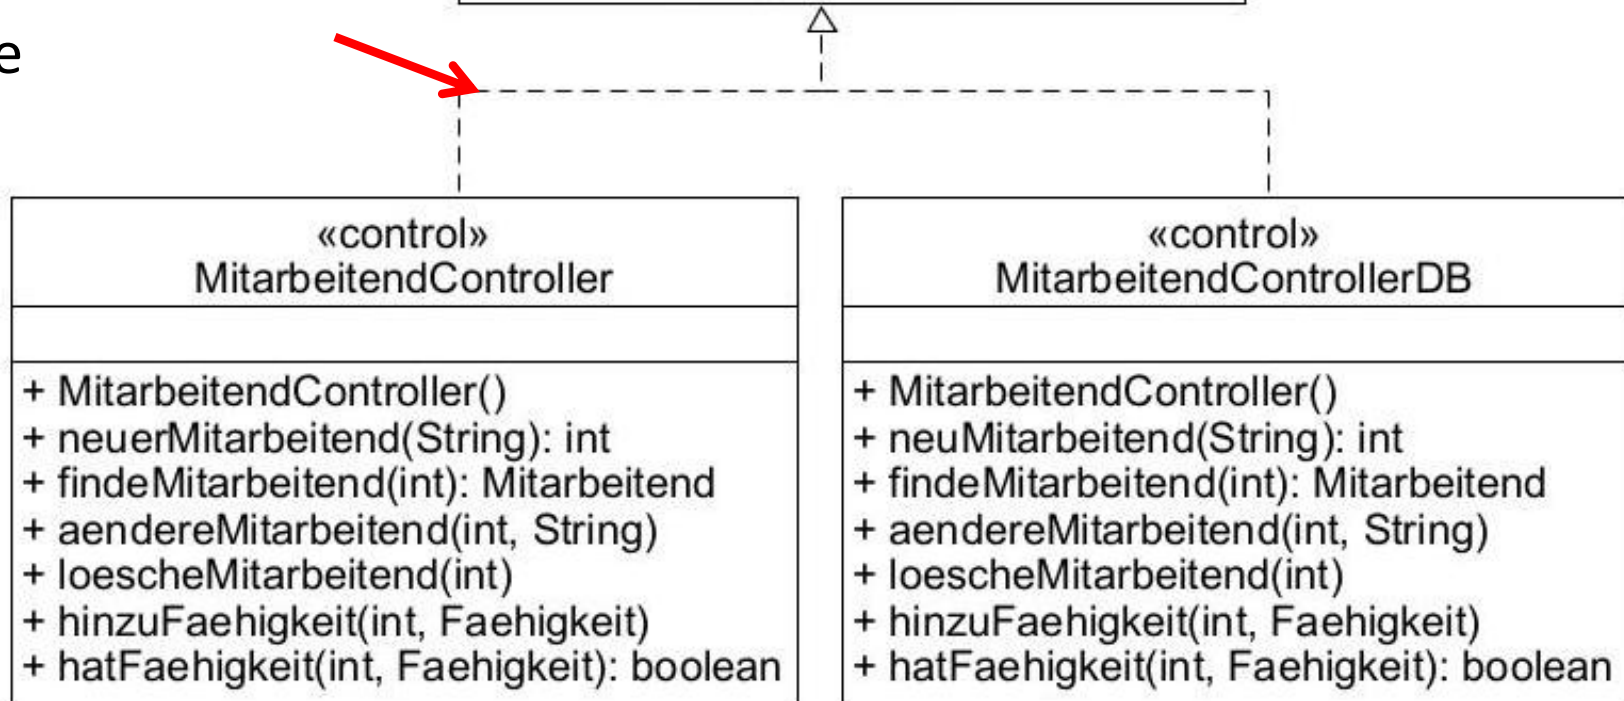 e
«control»
MitarbeitendController
+ MitarbeitendController()
+ neuerMitarbeitend(String): int
+ findeMitarbeitend(int): Mitarbeitend
+ aendereMitarbeitend(int, String)
+ loescheMitarbeitend(int)
+ hinzuFaehigkeit(int, Faehigkeit)
+ hatFaehigkeit(int, Faehigkeit): boolean
«control»
MitarbeitendControllerDB
+ MitarbeitendController()
+ neuMitarbeitend(String): int
+ findeMitarbeitend(int): Mitarbeitend
+ aendereMitarbeitend(int, String)
+ loescheMitarbeitend(int)
+ hinzuFaehigkeit(int, Faehigkeit)
+ hatFaehigkeit(int, Faehigkeit): boolean